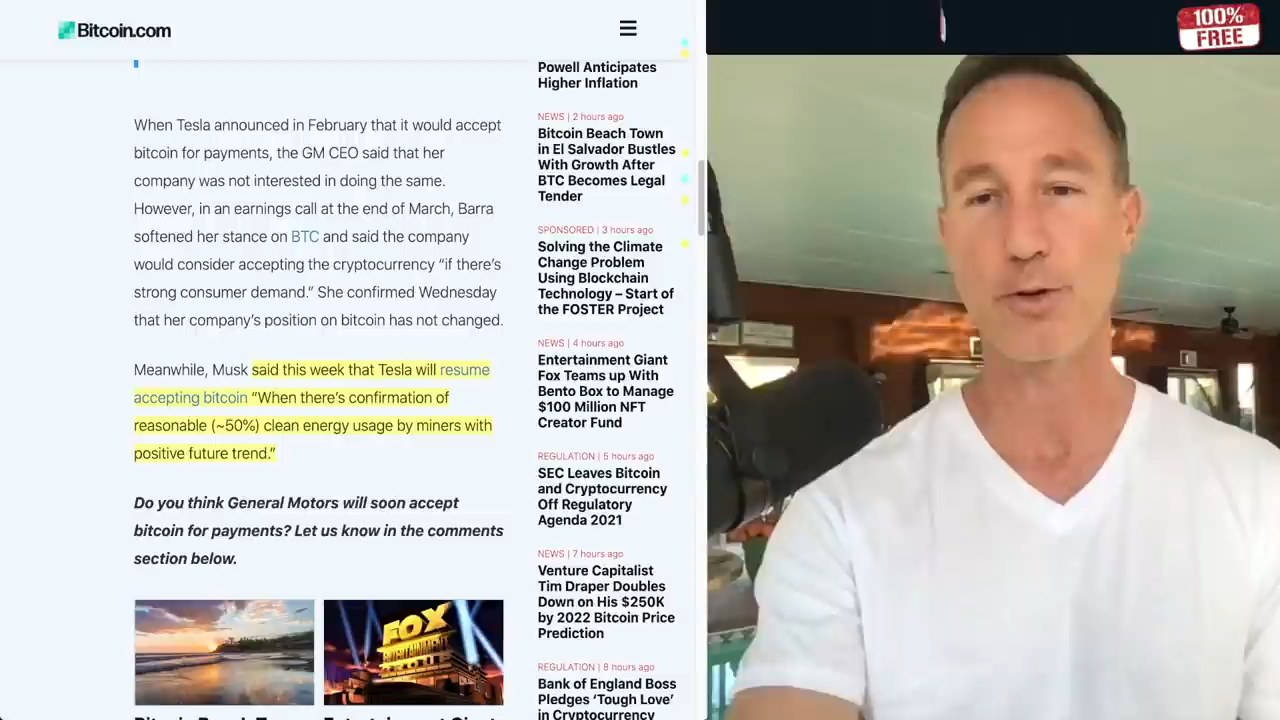 Bitcoin.com
100%
FREE
When Tesla announced in February that it would accept
bitcoin for payments, the GM CEO said that her
company was not interested in doing the same.
However, in an earnings call at the end of March, Barra
softened her stance on BTC and said the company
would consider accepting the cryptocurrency “if there’s
strong consumer demand.” She confirmed Wednesday
that her company’s position on bitcoin has not changed.
Meanwhile, Musk said this week that Tesla will resume
accepting bitcoin “When there’s confirmation of
reasonable (~50%) clean energy usage by miners with
positive future trend.”
Do you think General Motors will soon accept
bitcoin for payments? Let us know in the comments
section below.
FOX
ENTERTAINMENT
Powell Anticipates
Higher Inflation
NEWS | 2 hours ago
Bitcoin Beach Town
in El Salvador Bustles
With Growth After
BTC Becomes Legal
Tender
SPONSORED | 3 hours ago
Solving the Climate
Change Problem
Using Blockchain
Technology – Start of
the FOSTER Project
NEWS | 4 hours ago
Entertainment Giant
Fox Teams up With
Bento Box to Manage
$100 Million NFT
Creator Fund
REGULATION | 5 hours ago
SEC Leaves Bitcoin
and Cryptocurrency
Off Regulatory
Agenda 2021
NEWS | 7 hours ago
Venture Capitalist
Tim Draper Doubles
Down on His $250K
by 2022 Bitcoin Price
Prediction
REGULATION | 8 hours ago
Bank of England Boss
Pledges ‘Tough Love’
in Cryptocurrency